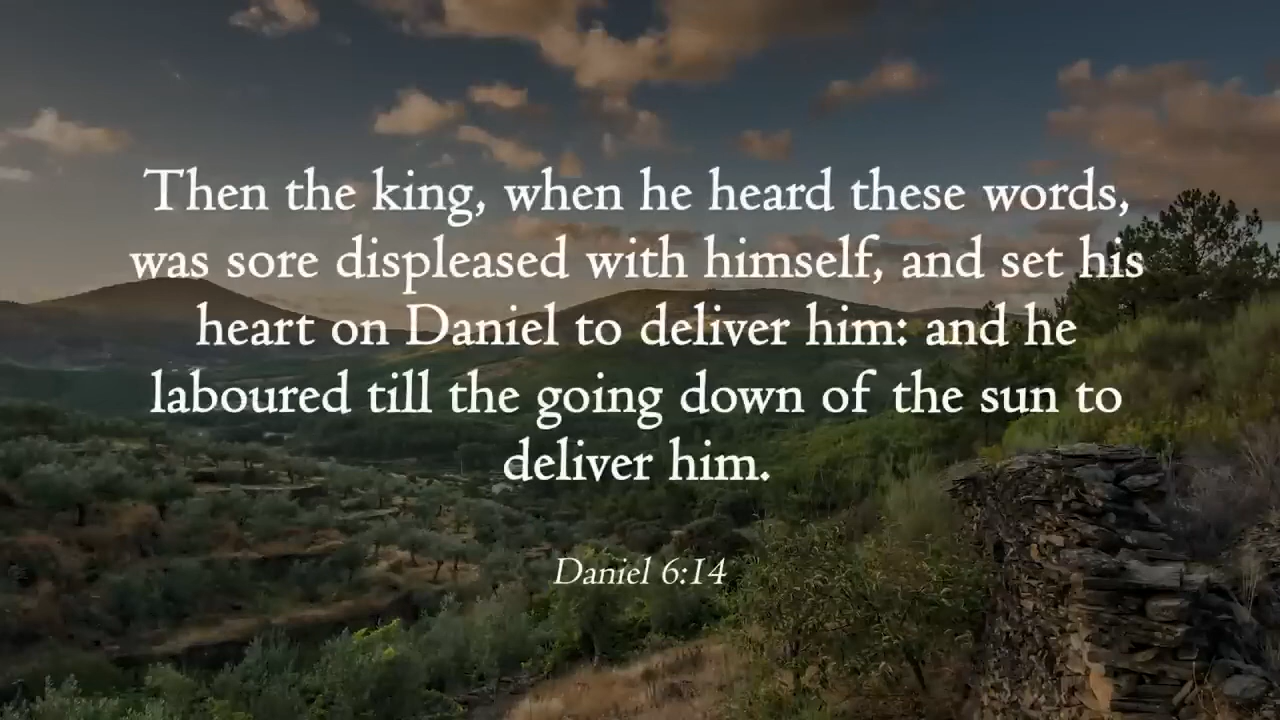 Then the king, when he heard these words,
was sore displeased with himself, and set his
heart on Daniel to deliver him: and he
laboured till the going down of the sun to
deliver him.
Daniel 6:14